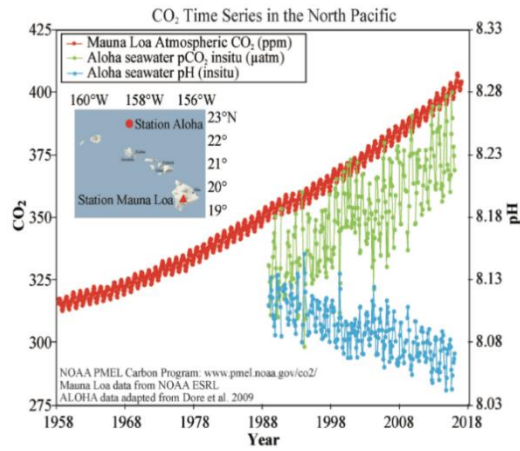 CO₂ Time Series in the North Pacific
425
400
375
350
325
300
275
CO₂
8.33
8.28
8.23
8.18
8.13
8.08
8.03
pH
Mauna Loa Atmospheric CO₂ (ppm)
Aloha seawater pCO₂ insitu (µatm)
Aloha seawater pH (insitu)
160°W 158°W 156°W
Station Aloha
23°N
22°
21°
20°
19°
Station Mauna Loa
NOAA PMEL Carbon Program: www.pmel.noaa.gov/co2/
Mauna Loa data from NOAA ESRL
ALOHA data adapted from Dore et al. 2009
1958 1968 1978 1988 1998 2008 2018
Year